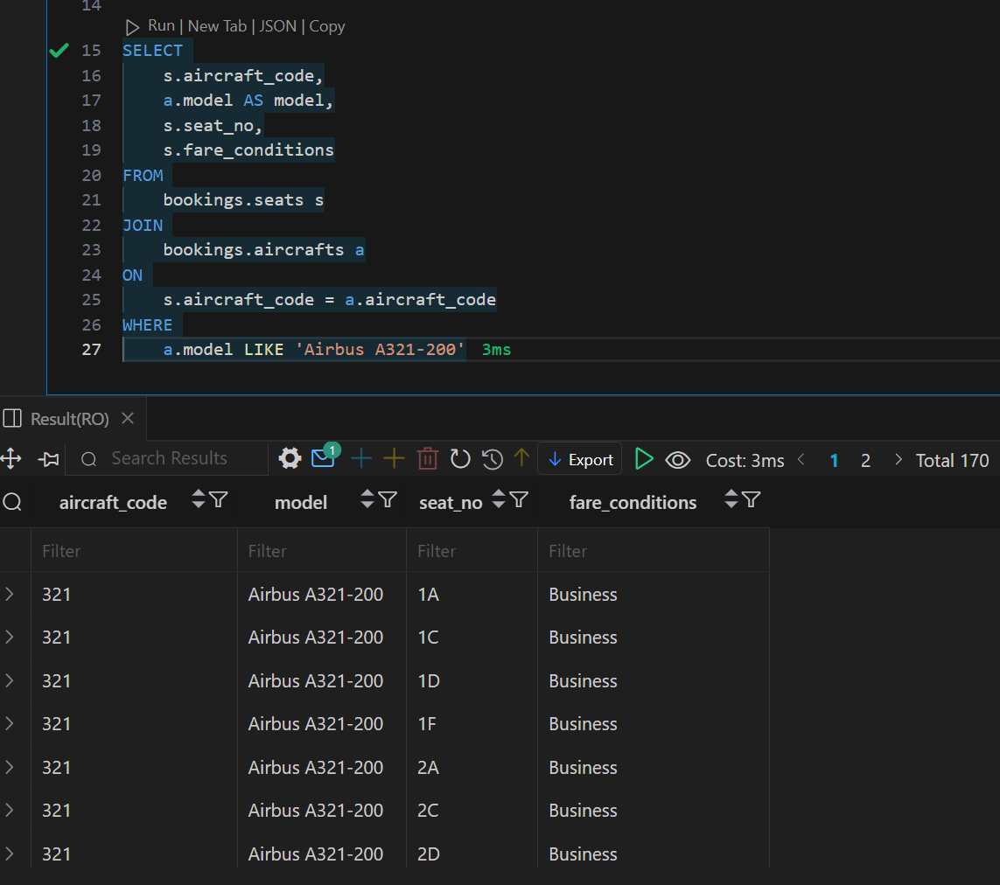 14
Run | New Tab | JSON | Copy
15 SELECT
16 s.aircraft_code,
17 a.model AS model,
18 s.seat_no,
19 s.fare_conditions
20 FROM
21 bookings.seats s
22 JOIN
23 bookings.aircrafts a
24 ON
25 s.aircraft_code = a.aircraft_code
26 WHERE
27 a.model LIKE 'Airbus A321-200' 3ms
Result(RO)
Search Results 1 Export Cost: 3ms 1 2 Total 170
aircraft_code model seat_no fare_conditions
Filter Filter Filter Filter
321 Airbus A321-200 1A Business
321 Airbus A321-200 1C Business
321 Airbus A321-200 1D Business
321 Airbus A321-200 1F Business
321 Airbus A321-200 2A Business
321 Airbus A321-200 2C Business
321 Airbus A321-200 2D Business